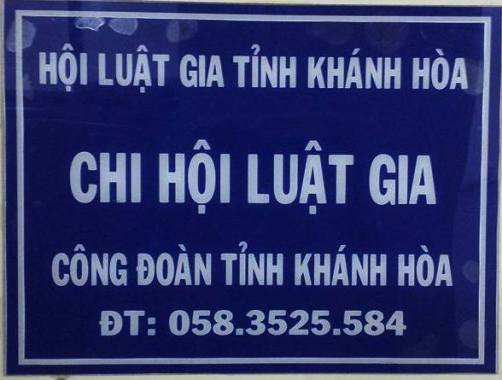 HỘI LUẬT GIA TỈNH KHÁNH HÒA
CHI HỘI LUẬT GIA
CÔNG ĐOÀN TỈNH KHÁNH HÒA
ĐT: 058.3525.584